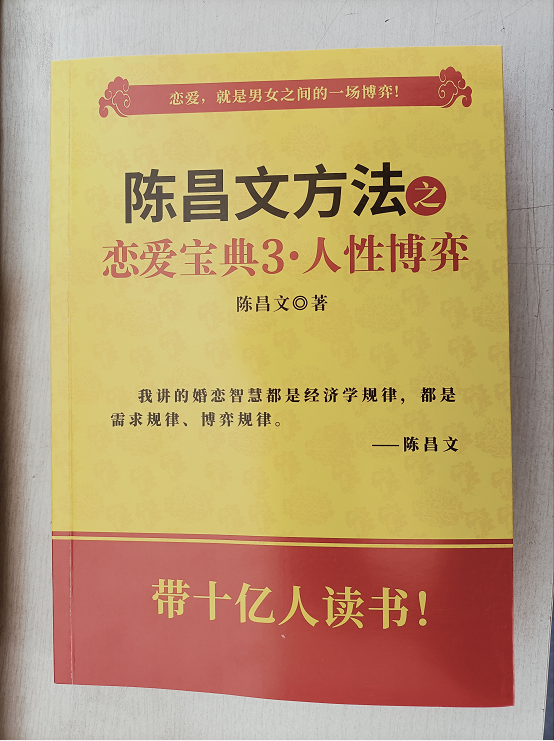 恋爱，就是男女之间的一场博弈！
陈昌文方法之
恋爱宝典3·人性博弈
陈昌文◎著
我讲的婚恋智慧都是经济学规律，都是
需求规律、博弈规律。
——陈昌文
带十亿人读书！